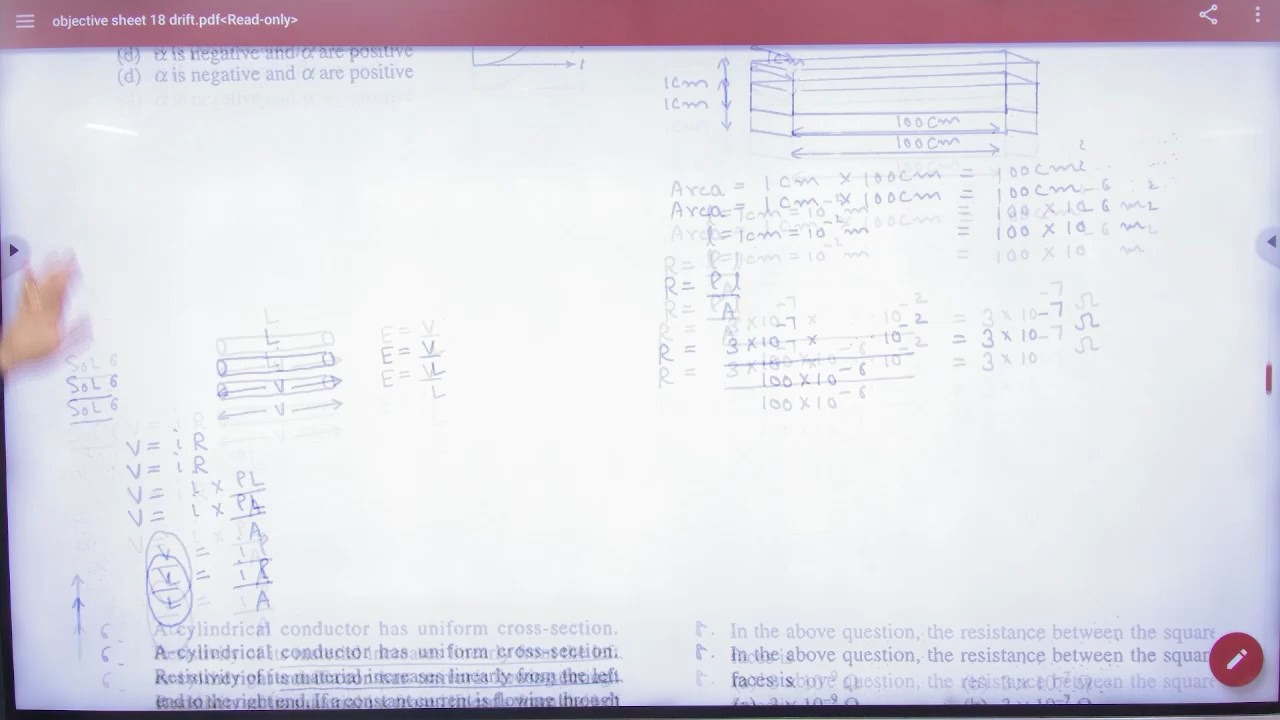 objective sheet 18 drift.pdf<Read-only>
(d) α is negative and α are positive
1cm
1cm
100cm
Area = 1cm × 100cm = 100cm²
l = 1cm = 10⁻² m = 100 × 10⁻⁶ m²
R = ρl/A
R = 3×10⁻⁷ × 10⁻² / 100×10⁻⁶ = 3×10⁻⁷ Ω
SOL 6
L
V
E = V/L
V = iR
V = i × ρL/A
V/L = iρ/A
6. A cylindrical conductor has uniform cross-section.
Resistivity of its material increases linearly from the left
end to the right end. If a constant current is flowing through
8. In the above question, the resistance between the square
faces is